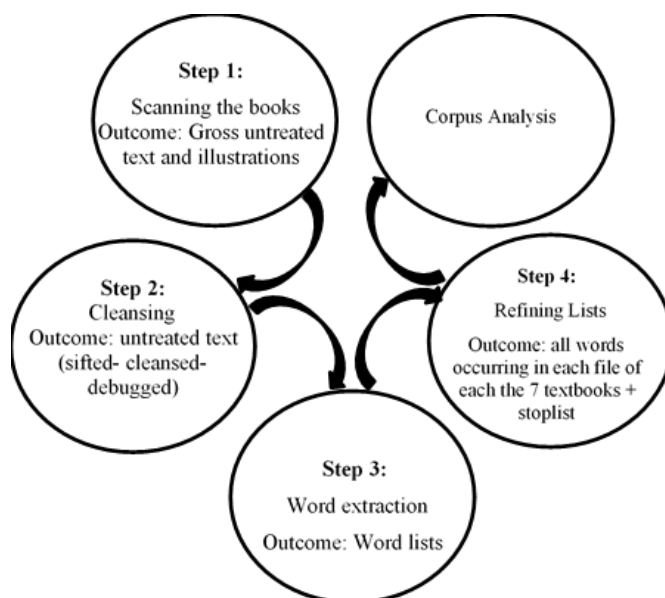 Step 1:
Scanning the books
Outcome: Gross untreated
text and illustrations
Step 2:
Cleansing
Outcome: untreated text
(sifted- cleansed-
debugged)
Step 3:
Word extraction
Outcome: Word lists
Step 4:
Refining Lists
Outcome: all words
occurring in each file of
each the 7 textbooks +
stoplist
Corpus Analysis